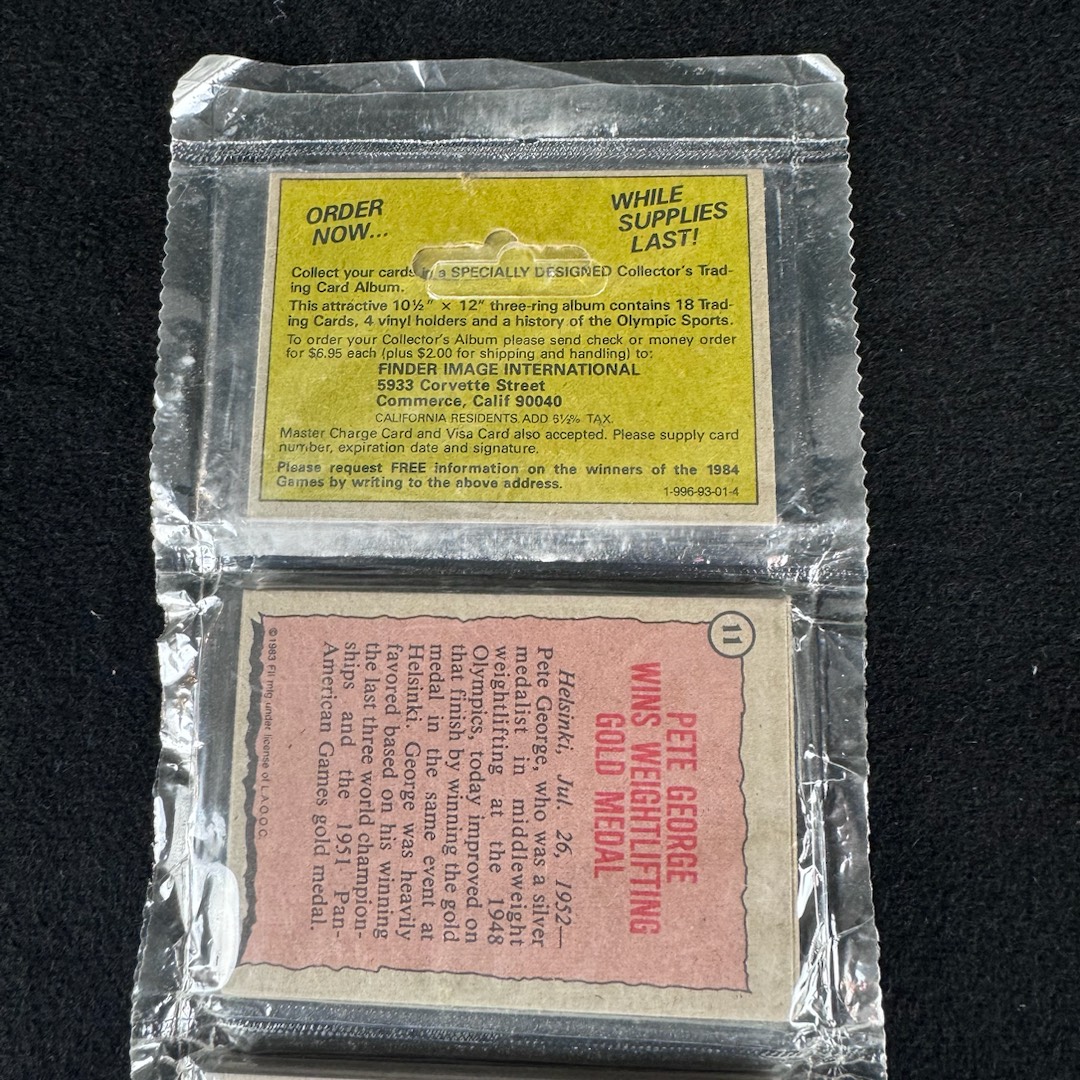 ORDER
NOW...
WHILE
SUPPLIES
LAST!
Collect your cards in a SPECIALLY DESIGNED Collector's Trad-
ing Card Album.
This attractive 10½" × 12" three-ring album contains 18 Trad-
ing Cards, 4 vinyl holders and a history of the Olympic Sports.
To order your Collector's Album please send check or money order
for $6.95 each (plus $2.00 for shipping and handling) to:
FINDER IMAGE INTERNATIONAL
5933 Corvette Street
Commerce, Calif 90040
CALIFORNIA RESIDENTS ADD 6½% TAX.
Master Charge Card and Visa Card also accepted. Please supply card
number, expiration date and signature.
Please request FREE information on the winners of the 1984
Games by writing to the above address.
1-996-93-01-4
11
PETE GEORGE
WINS WEIGHTLIFTING
GOLD MEDAL
Helsinki, Jul. 26, 1952—
Pete George, who was a silver
medalist in middleweight
weightlifting at the 1948
Olympics, today improved on
that finish by winning the gold
medal in the same event at
Helsinki. George was heavily
favored based on his winning
the last three world champion-
ships and the 1951 Pan-
American Games gold medal.
©1983 FII mfg under license of L.A.O.O.C.